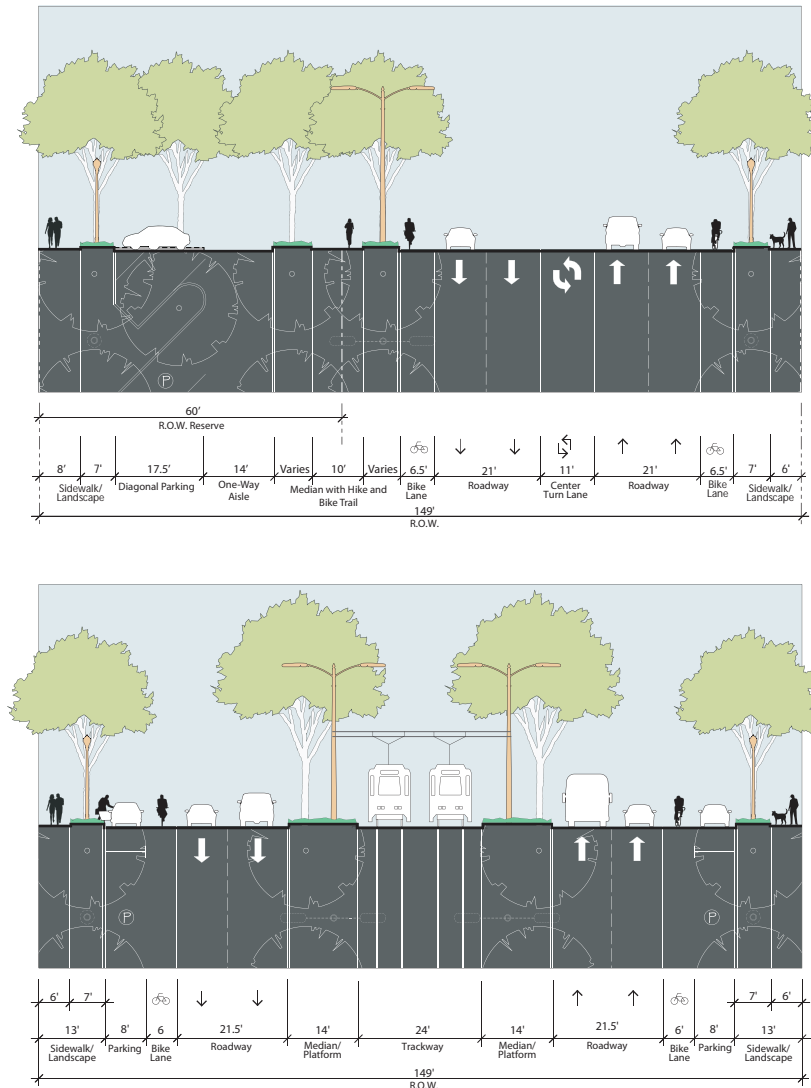 P
60'
R.O.W. Reserve
8' 7' 17.5' 14' Varies 10' Varies 6.5' 21' 11' 21' 6.5' 7' 6'
Sidewalk/
Landscape
Diagonal Parking
One-Way
Aisle
Median with Hike and
Bike Trail
Bike
Lane
Roadway
Center
Turn Lane
Roadway
Bike
Lane
Sidewalk/
Landscape
149'
R.O.W.
P P
6' 7' 7' 6'
13' 8' 6 21.5' 14' 24' 14' 21.5' 6' 8' 13'
Sidewalk/
Landscape
Parking
Bike
Lane
Roadway
Median/
Platform
Trackway
Median/
Platform
Roadway
Bike
Lane
Parking
Sidewalk/
Landscape
149'
R.O.W.